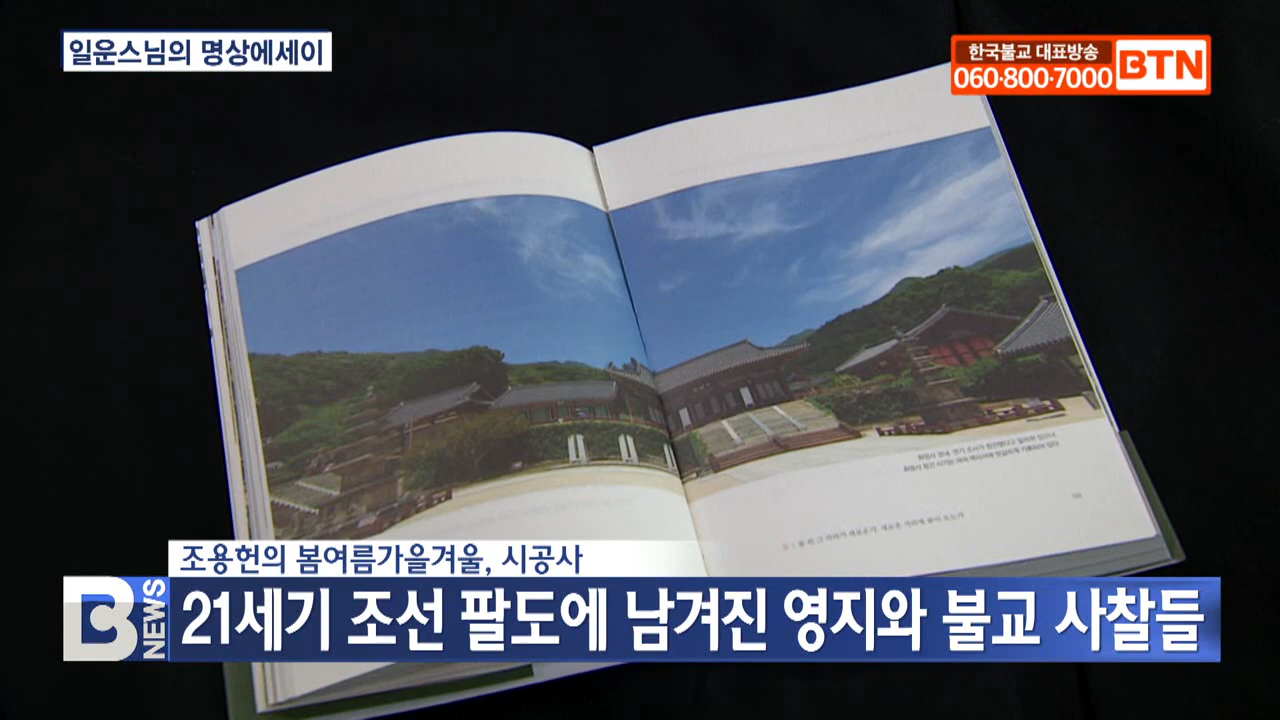 일운스님의 명상에세이
한국불교 대표방송
060·800·7000
BTN
조용헌의 봄여름가을겨울, 시공사
B NEWS
21세기 조선 팔도에 남겨진 영지와 불교 사찰들